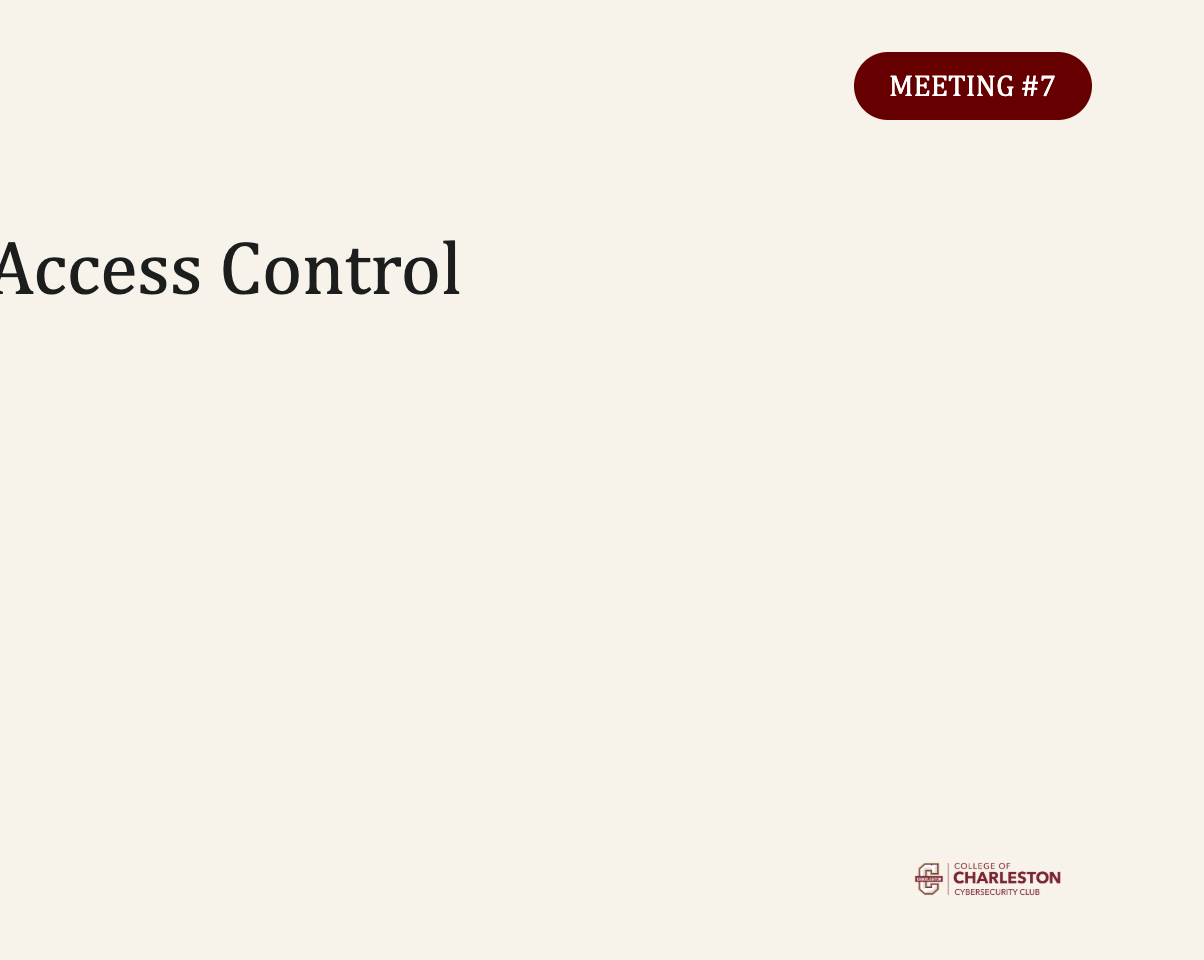 MEETING #7
Access Control
COLLEGE OF
CHARLESTON
CYBERSECURITY CLUB